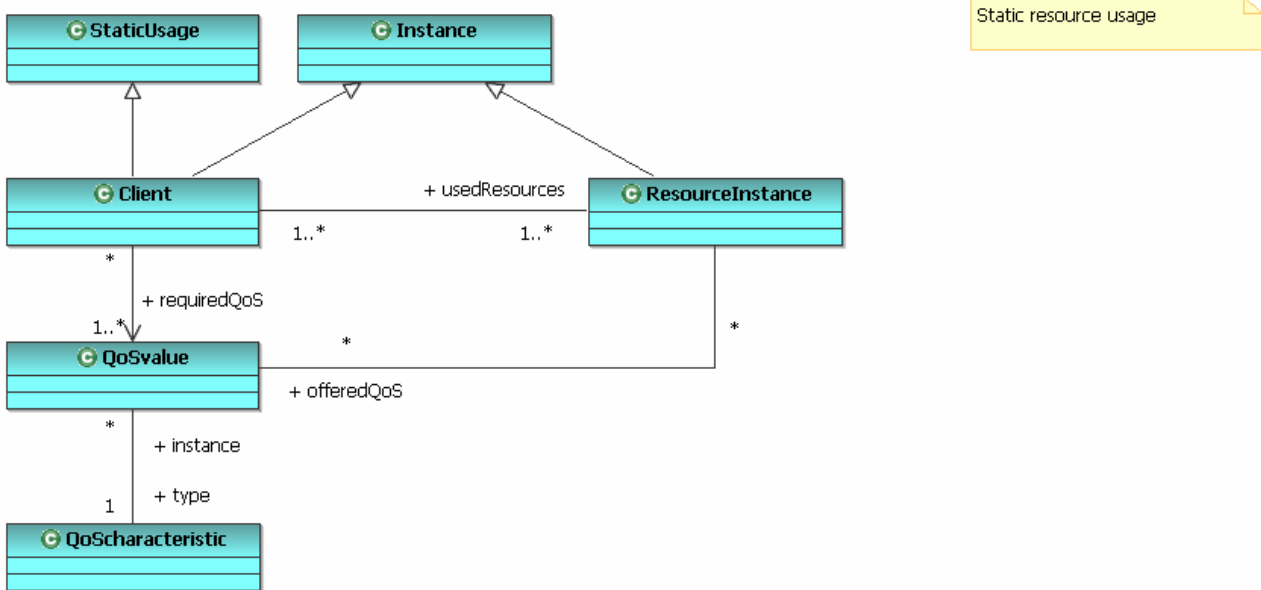 StaticUsage
Instance
Static resource usage
Client
+ usedResources
ResourceInstance
1..*
1..*
*
+ requiredQoS
1..*
QoSvalue
*
*
+ offeredQoS
*
+ instance
+ type
1
QoScharacteristic